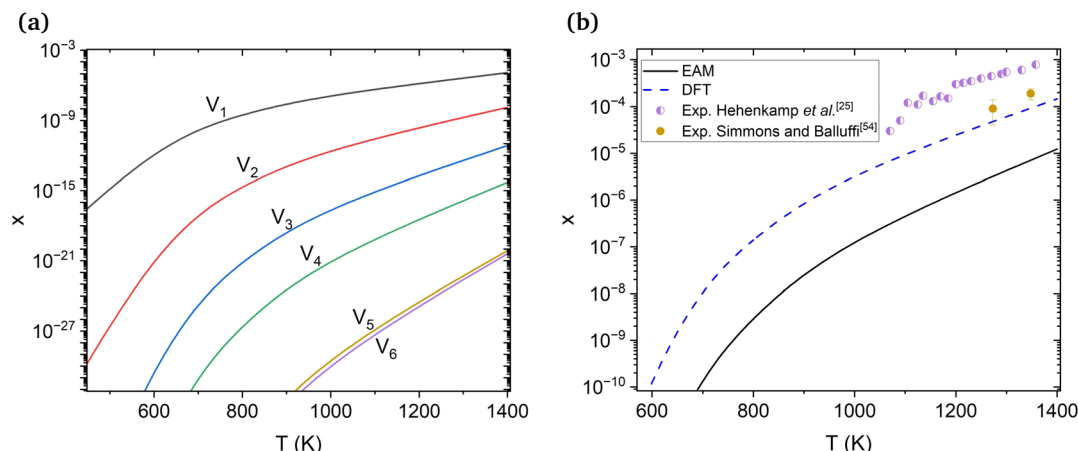 (a)
10⁻³
10⁻⁹
10⁻¹⁵
10⁻²¹
10⁻²⁷
x
V₁
V₂
V₃
V₄
V₅
V₆
600 800 1000 1200 1400
T (K)
(b)
10⁻³
10⁻⁴
10⁻⁵
10⁻⁶
10⁻⁷
10⁻⁸
10⁻⁹
10⁻¹⁰
x
EAM
DFT
Exp. Hehenkamp et al.[25]
Exp. Simmons and Balluffi[54]
600 800 1000 1200 1400
T (K)